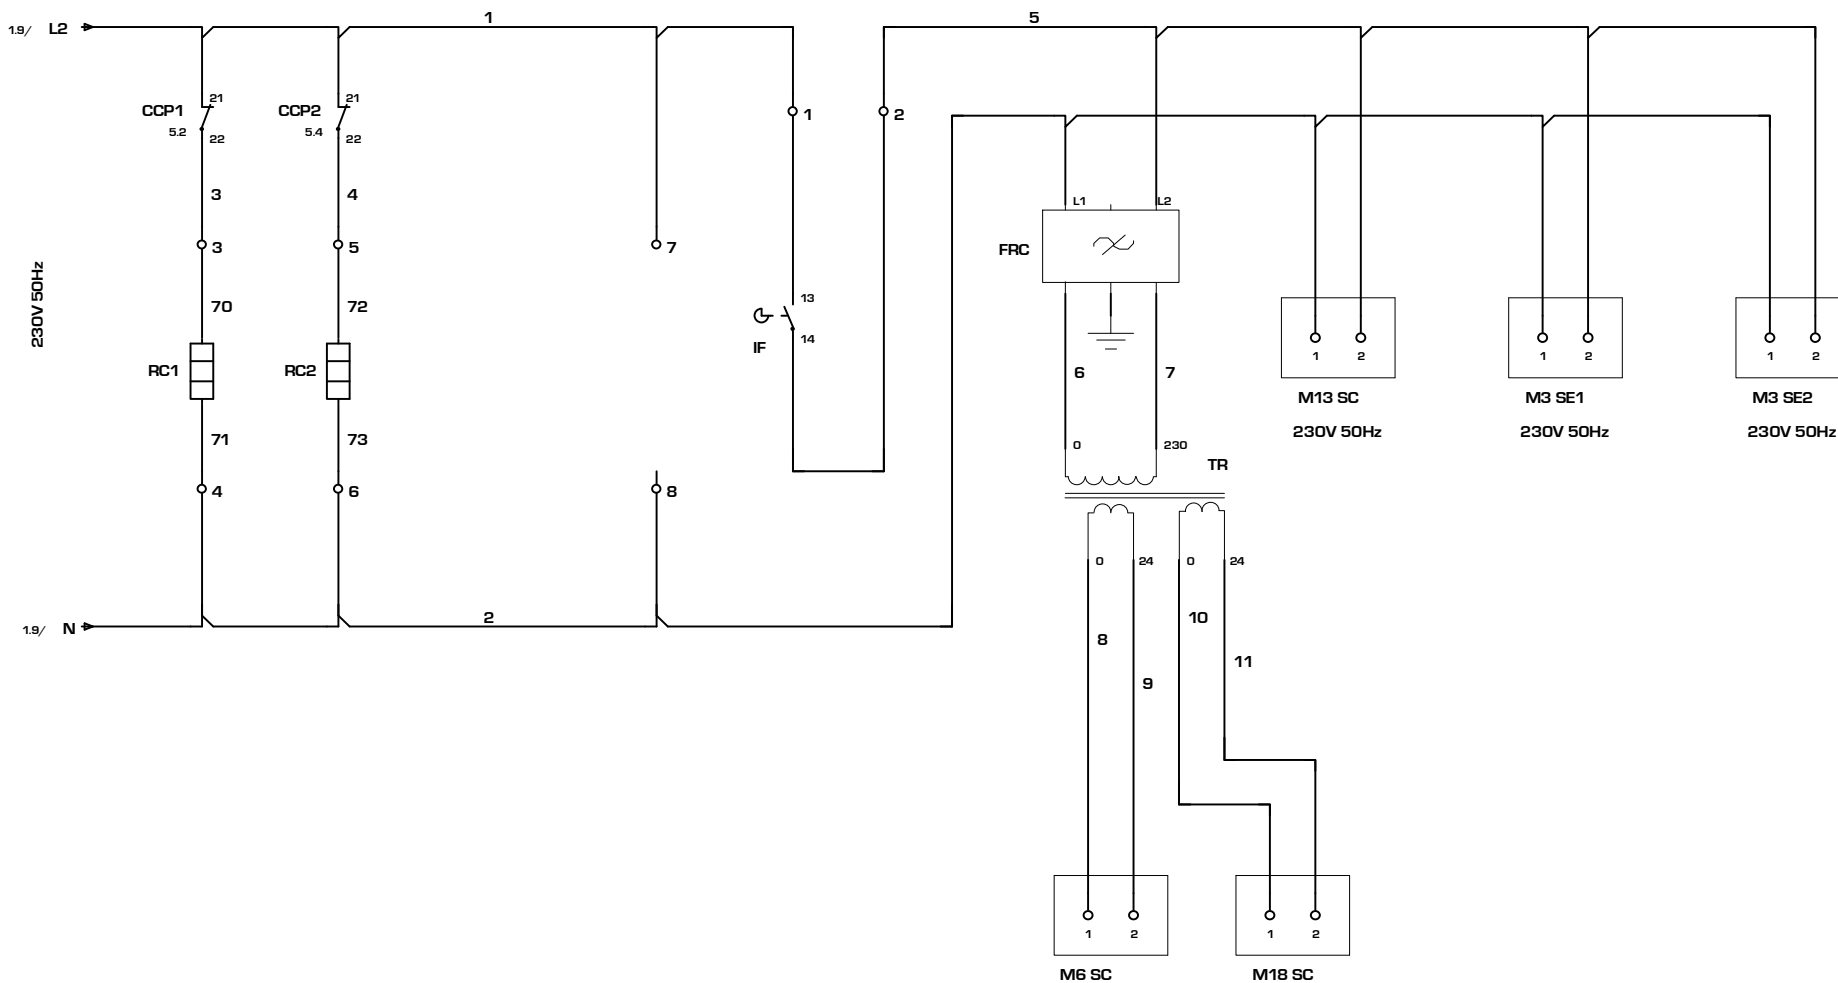 1 5
1.9/ L2
21 21
CCP1 CCP2
5.2 22 5.4 22
1 2
3 4
L1 L2
3 5 7
FRC
230V 50Hz
70 72 13
14
IF
1 2 1 2 1 2
RC1 RC2
6 7
M13 SC M3 SE1 M3 SE2
230V 50Hz 230V 50Hz 230V 50Hz
71 73
0 230
TR
4 6 8
0 24 0 24
1.9/ N
2 10
8
11
9
1 2 1 2
M6 SC M18 SC